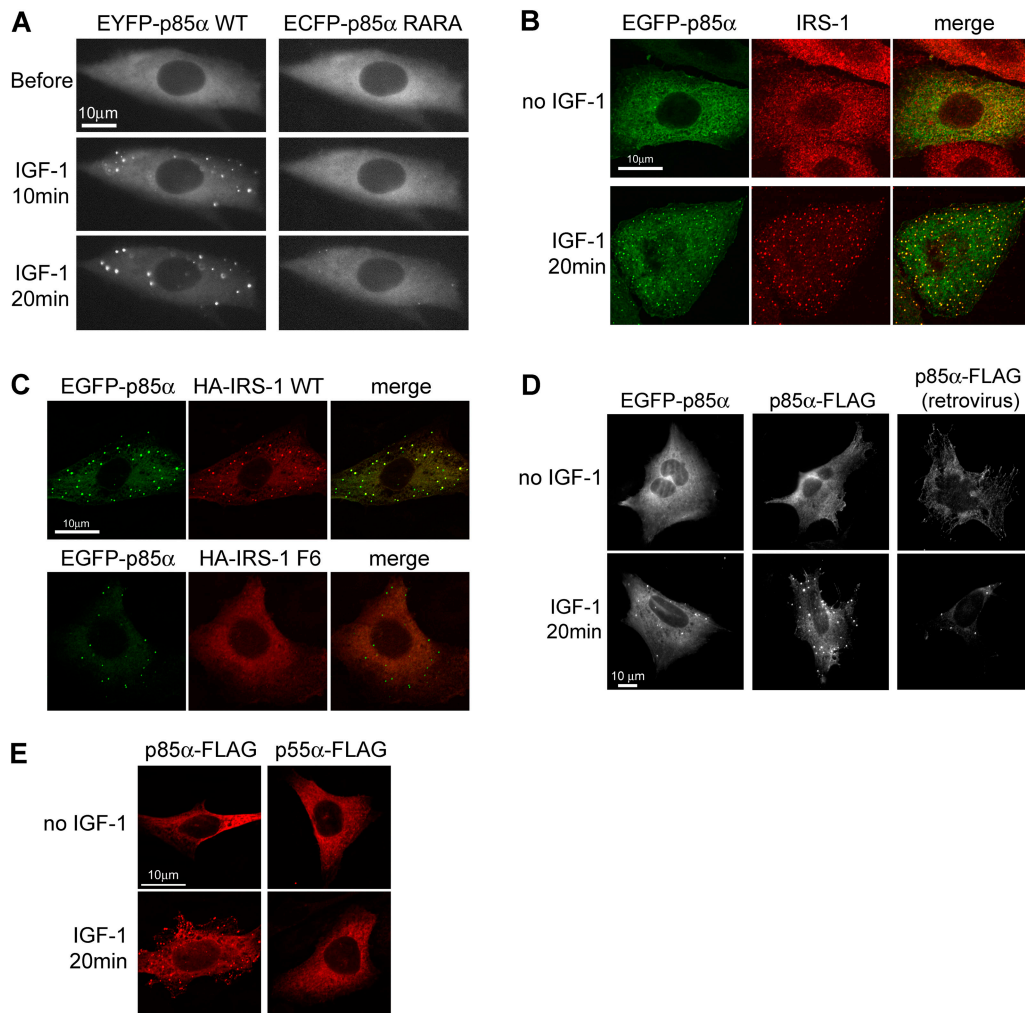 A
EYFP-p85α WT
ECFP-p85α RARA
Before
10μm
IGF-1
10min
IGF-1
20min
B
EGFP-p85α
IRS-1
merge
no IGF-1
10μm
IGF-1
20min
C
EGFP-p85α
HA-IRS-1 WT
merge
10μm
EGFP-p85α
HA-IRS-1 F6
merge
D
EGFP-p85α
p85α-FLAG
p85α-FLAG
(retrovirus)
no IGF-1
IGF-1
20min
10 μm
E
p85α-FLAG
p55α-FLAG
no IGF-1
10μm
IGF-1
20min